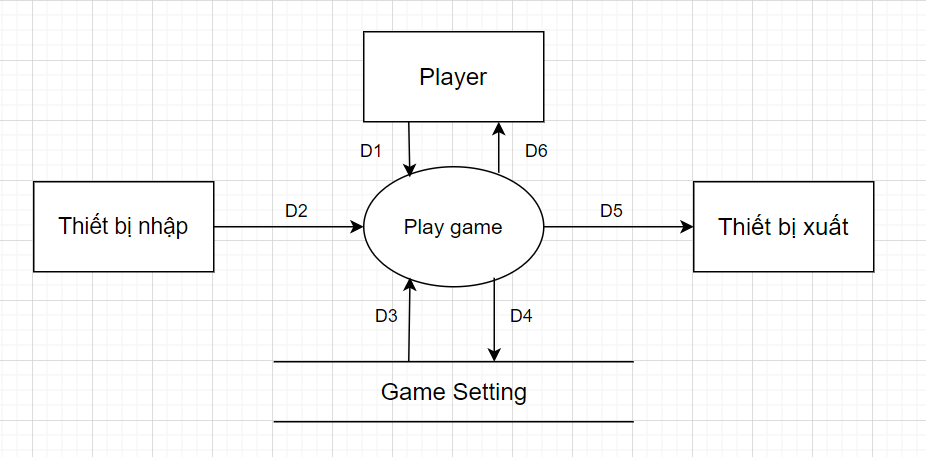 Player
D1
D6
Thiết bị nhập
D2
Play game
D5
Thiết bị xuất
D3
D4
Game Setting